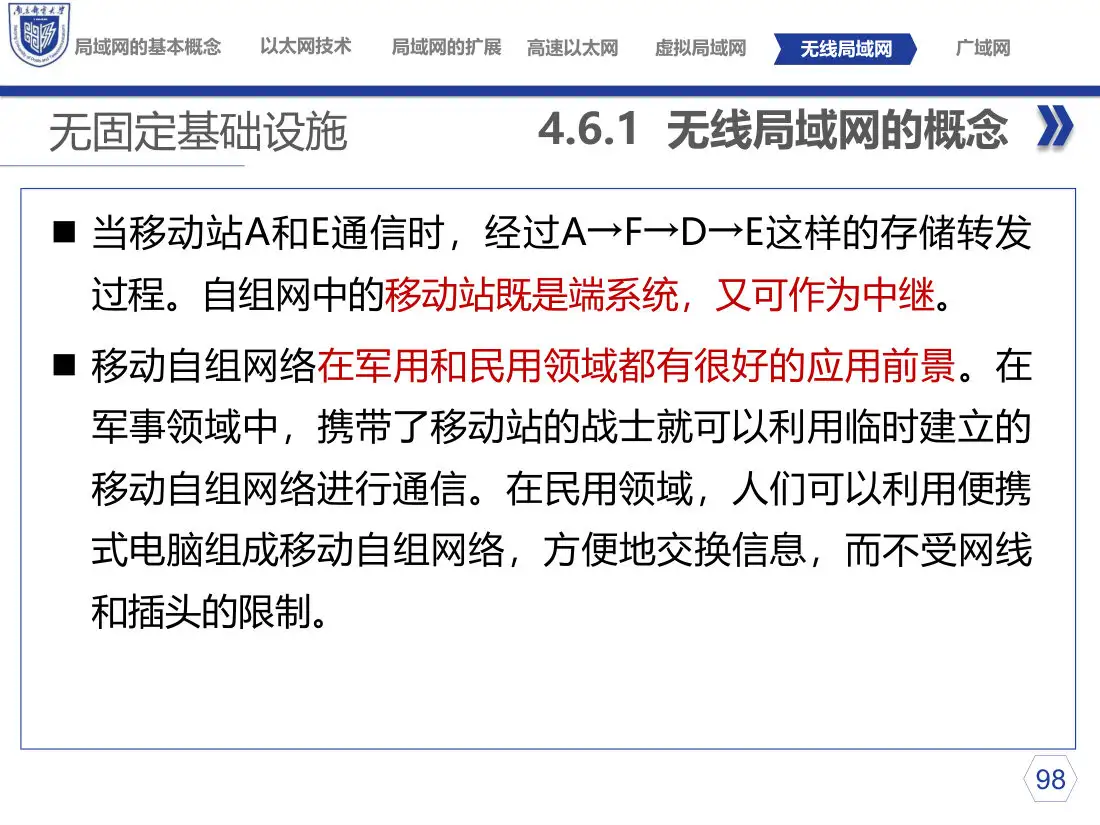 南京邮电大学
局域网的基本概念 以太网技术 局域网的扩展 高速以太网 虚拟局域网 无线局域网 广域网
无固定基础设施 4.6.1 无线局域网的概念
■ 当移动站A和E通信时，经过A→F→D→E这样的存储转发
过程。自组网中的移动站既是端系统，又可作为中继。
■ 移动自组网络在军用和民用领域都有很好的应用前景。在
军事领域中，携带了移动站的战士就可以利用临时建立的
移动自组网络进行通信。在民用领域，人们可以利用便携
式电脑组成移动自组网络，方便地交换信息，而不受网线
和插头的限制。
98